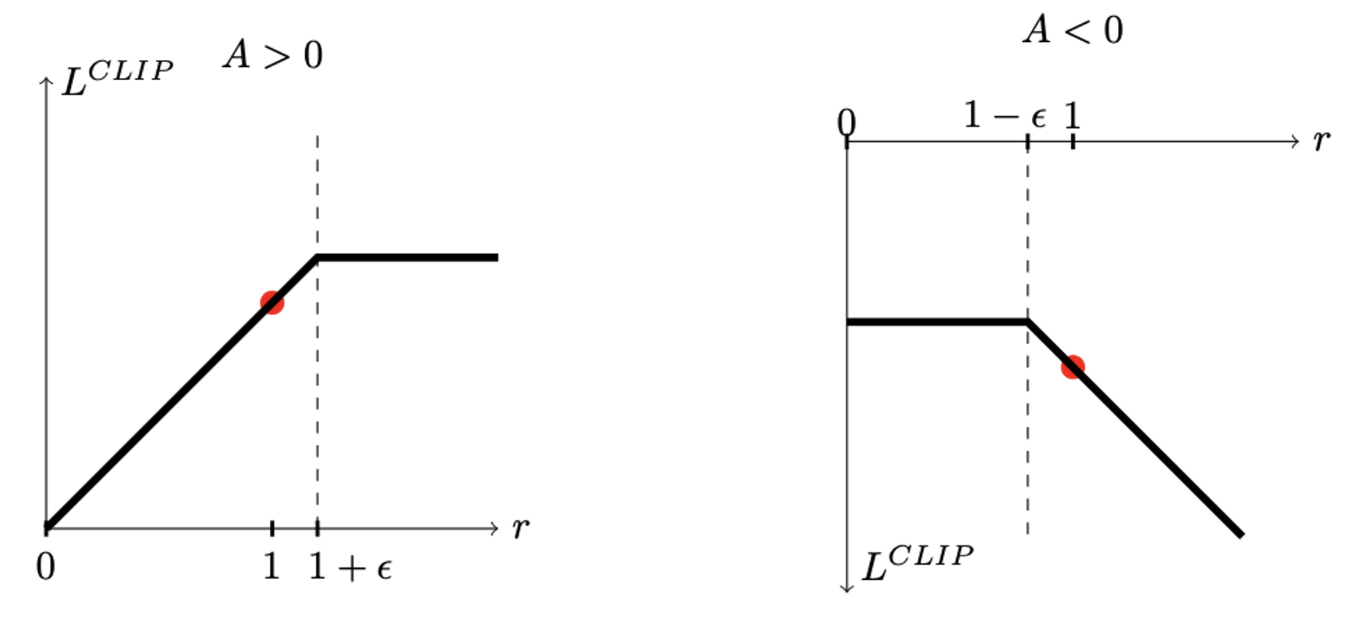 A > 0
L^{CLIP}
r
0 1 1 + ϵ
A < 0
0 1 − ϵ 1
r
L^{CLIP}